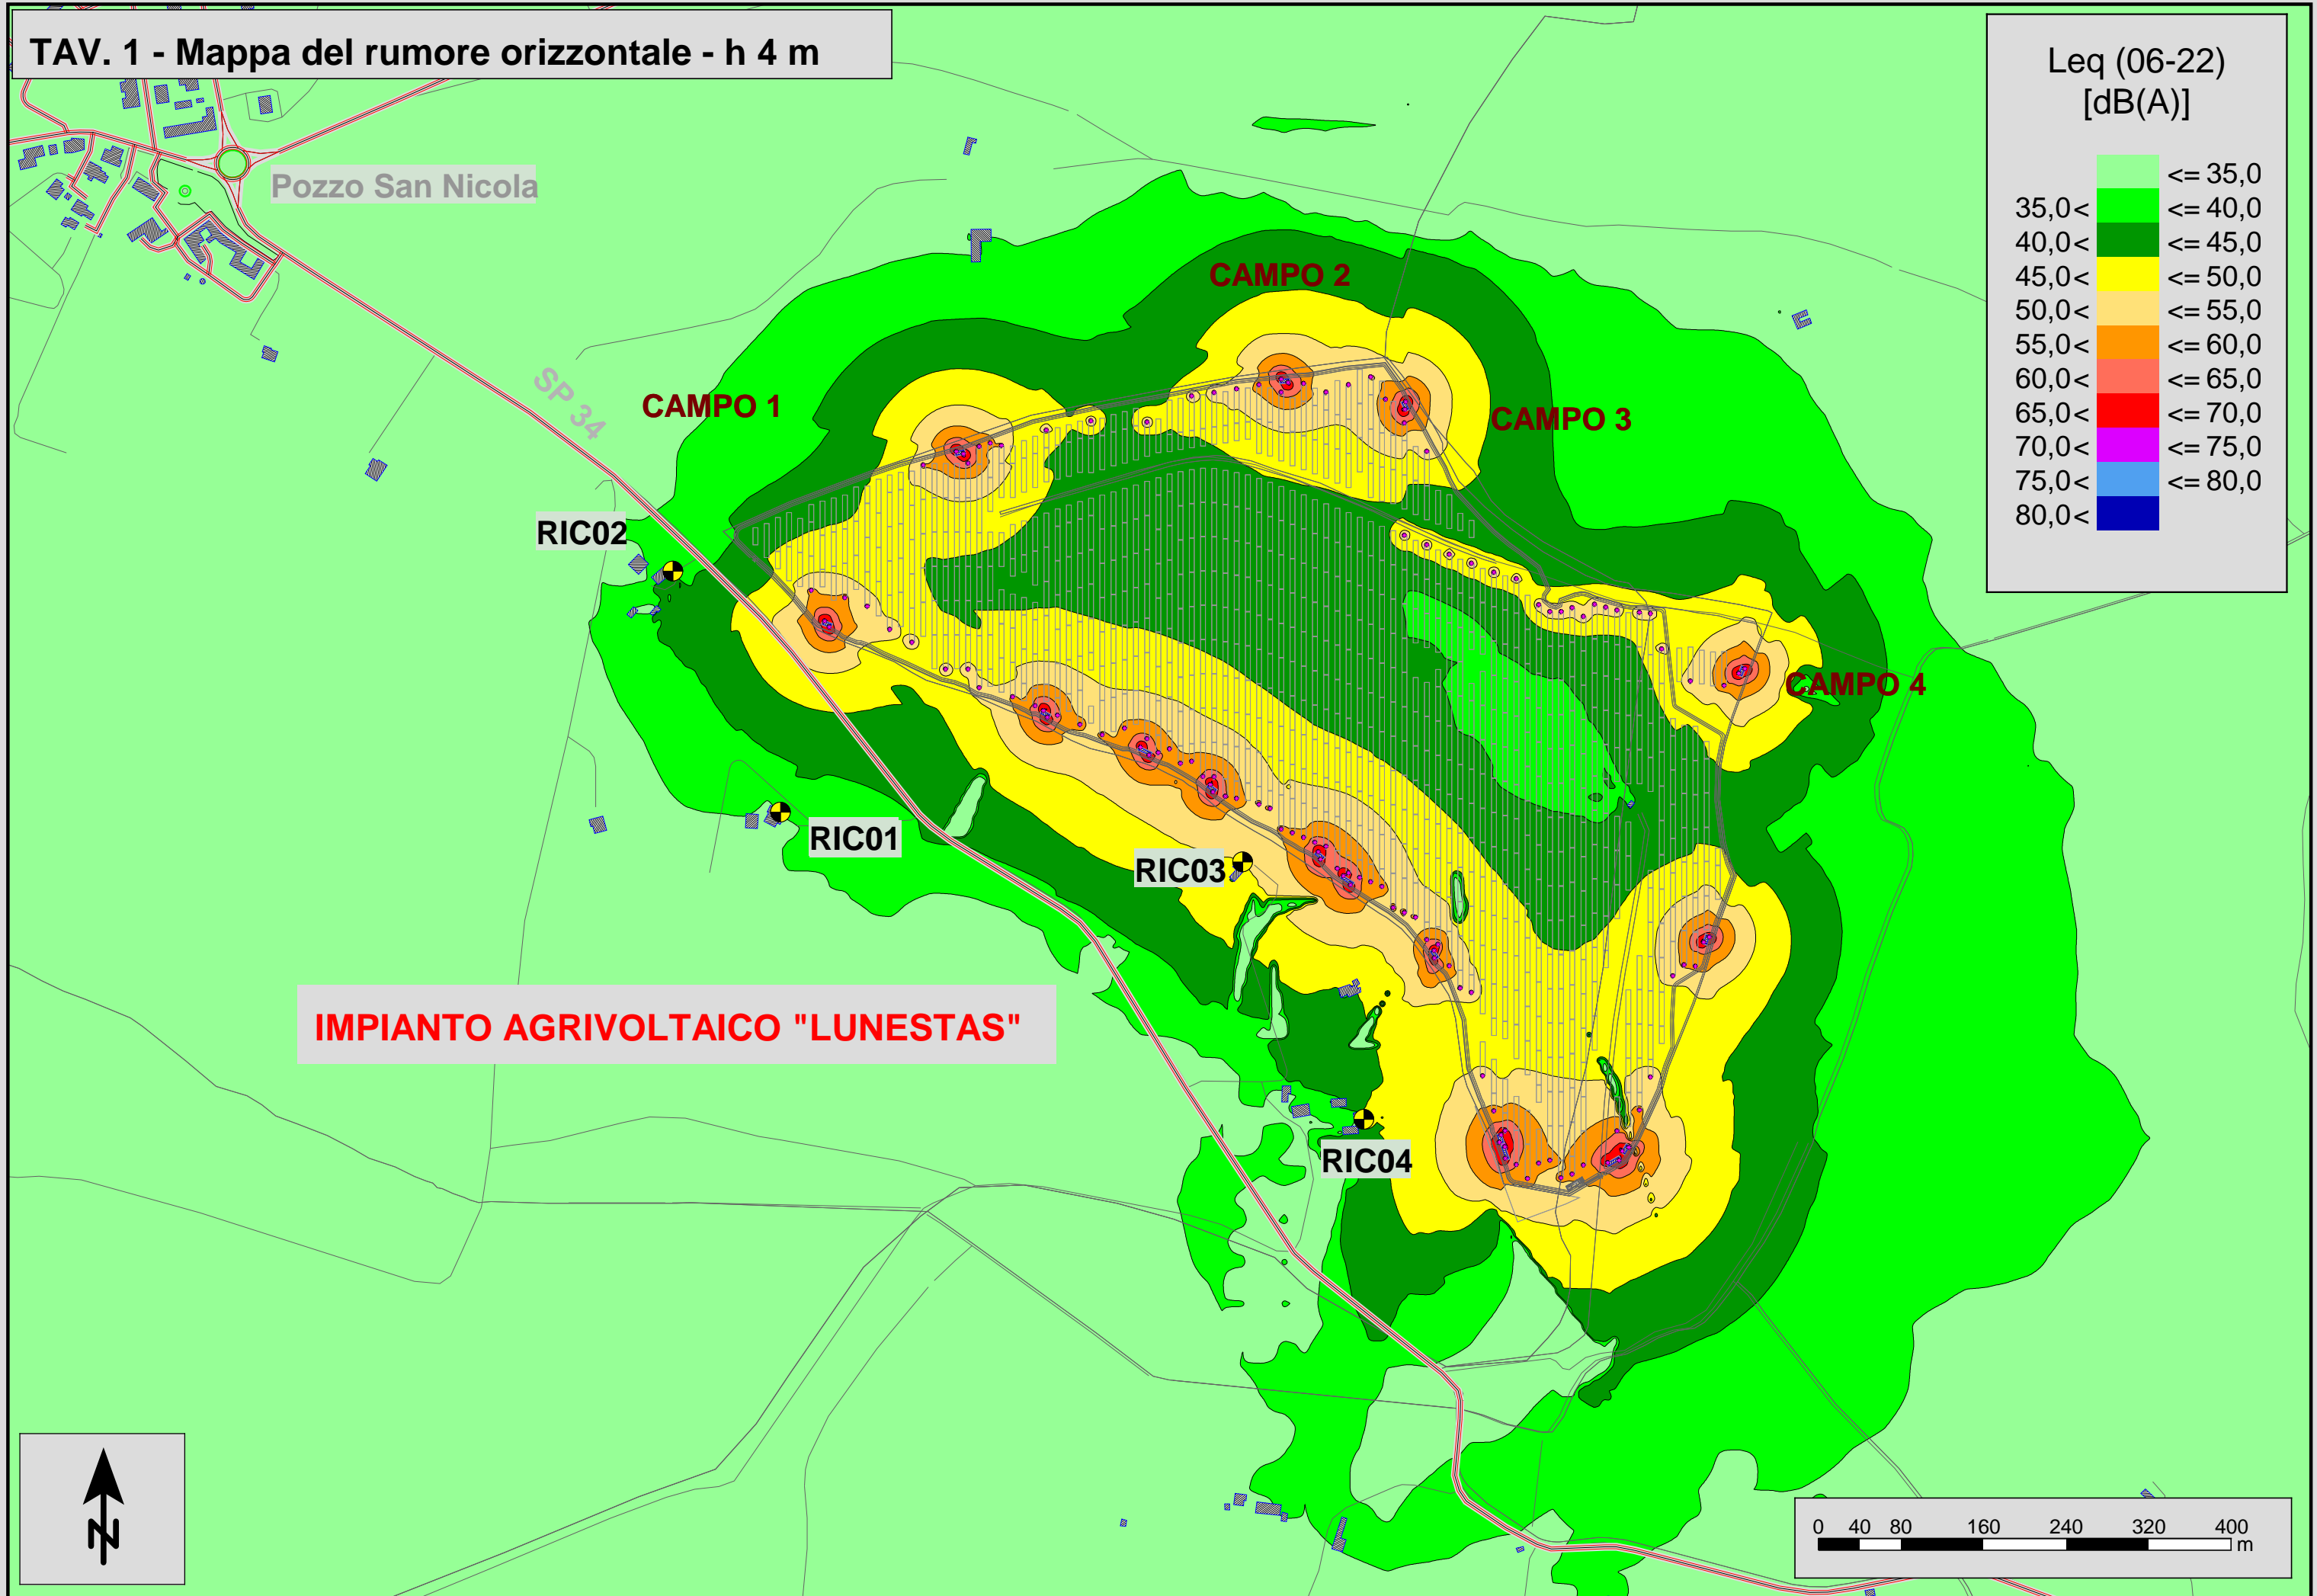 TAV. 1 - Mappa del rumore orizzontale - h 4 m
Leq (06-22)
[dB(A)]
<= 35,0
35,0< <= 40,0
40,0< <= 45,0
45,0< <= 50,0
50,0< <= 55,0
55,0< <= 60,0
60,0< <= 65,0
65,0< <= 70,0
70,0< <= 75,0
75,0< <= 80,0
80,0<
Pozzo San Nicola
SP 34
CAMPO 2
CAMPO 1
CAMPO 3
RIC02
CAMPO 4
RIC01
RIC03
IMPIANTO AGRIVOLTAICO "LUNESTAS"
RIC04
N
0 40 80 160 240 320 400
m